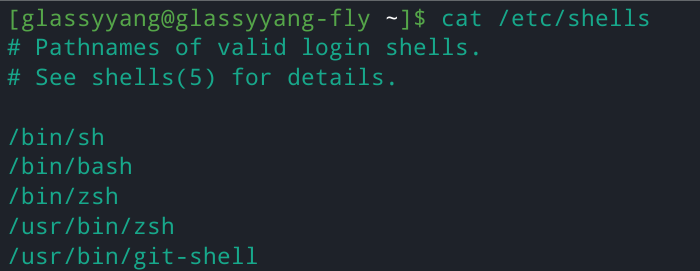 [glassyyang@glassyyang-fly ~]$ cat /etc/shells
# Pathnames of valid login shells.
# See shells(5) for details.

/bin/sh
/bin/bash
/bin/zsh
/usr/bin/zsh
/usr/bin/git-shell